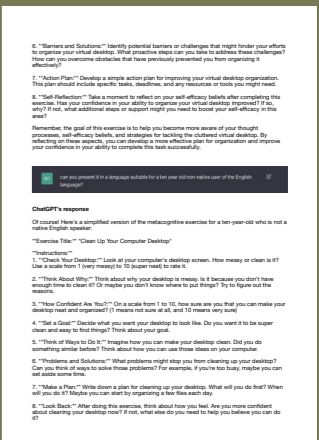 6. **Barriers and Solutions:** Identify potential barriers or challenges that might hinder your efforts
to organize your virtual desktop. What proactive steps can you take to address these challenges?
How can you overcome obstacles that have previously prevented you from organizing it
effectively?
7. **Action Plan:** Develop a simple action plan for improving your virtual desktop organization.
This plan should include specific tasks, deadlines, and any resources or tools you might need.
8. **Self-Reflection:** Take a moment to reflect on your self-efficacy beliefs after completing this
exercise. Has your confidence in your ability to organize your virtual desktop improved? If so,
why? If not, what additional steps or support might you need to boost your self-efficacy in this
area?
Remember, the goal of this exercise is to help you become more aware of your thought
processes, self-efficacy beliefs, and strategies for tackling the cluttered virtual desktop. By
reflecting on these aspects, you can develop a more effective plan for organization and improve
your confidence in your ability to complete this task successfully.
can you present it in a language suitable for a ten year old non-native user of the English
language?
ChatGPT's response
Of course! Here's a simplified version of the metacognitive exercise for a ten-year-old who is not a
native English speaker:
**Exercise Title:** "Clean Up Your Computer Desktop"
**Instructions:**
1. **Check Your Desktop:** Look at your computer's desktop screen. How messy or clean is it?
Use a scale from 1 (very messy) to 10 (super neat) to rate it.
2. **Think About Why:** Think about why your desktop is messy. Is it because you don't have
enough time to clean it? Or maybe you don't know where to put things? Try to figure out the
reasons.
3. **How Confident Are You?:** On a scale from 1 to 10, how sure are you that you can make your
desktop neat and organized? (1 means not sure at all, and 10 means very sure)
4. **Set a Goal:** Decide what you want your desktop to look like. Do you want it to be super
clean and easy to find things? Think about your goal.
5. **Think of Ways to Do It:** Imagine how you can make your desktop clean. Did you do
something similar before? Think about how you can use those ideas on your computer.
6. **Problems and Solutions:** What problems might stop you from cleaning up your desktop?
Can you think of ways to solve those problems? For example, if you're too busy, maybe you can
set aside some time.
7. **Make a Plan:** Write down a plan for cleaning up your desktop. What will you do first? When
will you do it? Maybe you can start by organizing a few files each day.
8. **Look Back:** After doing this exercise, think about how you feel. Are you more confident
about cleaning your desktop now? If not, what else do you need to help you believe you can do
it?